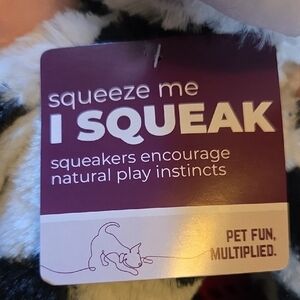 squeeze me
I SQUEAK
squeakers encourage
natural play instincts
PET FUN,
MULTIPLIED.